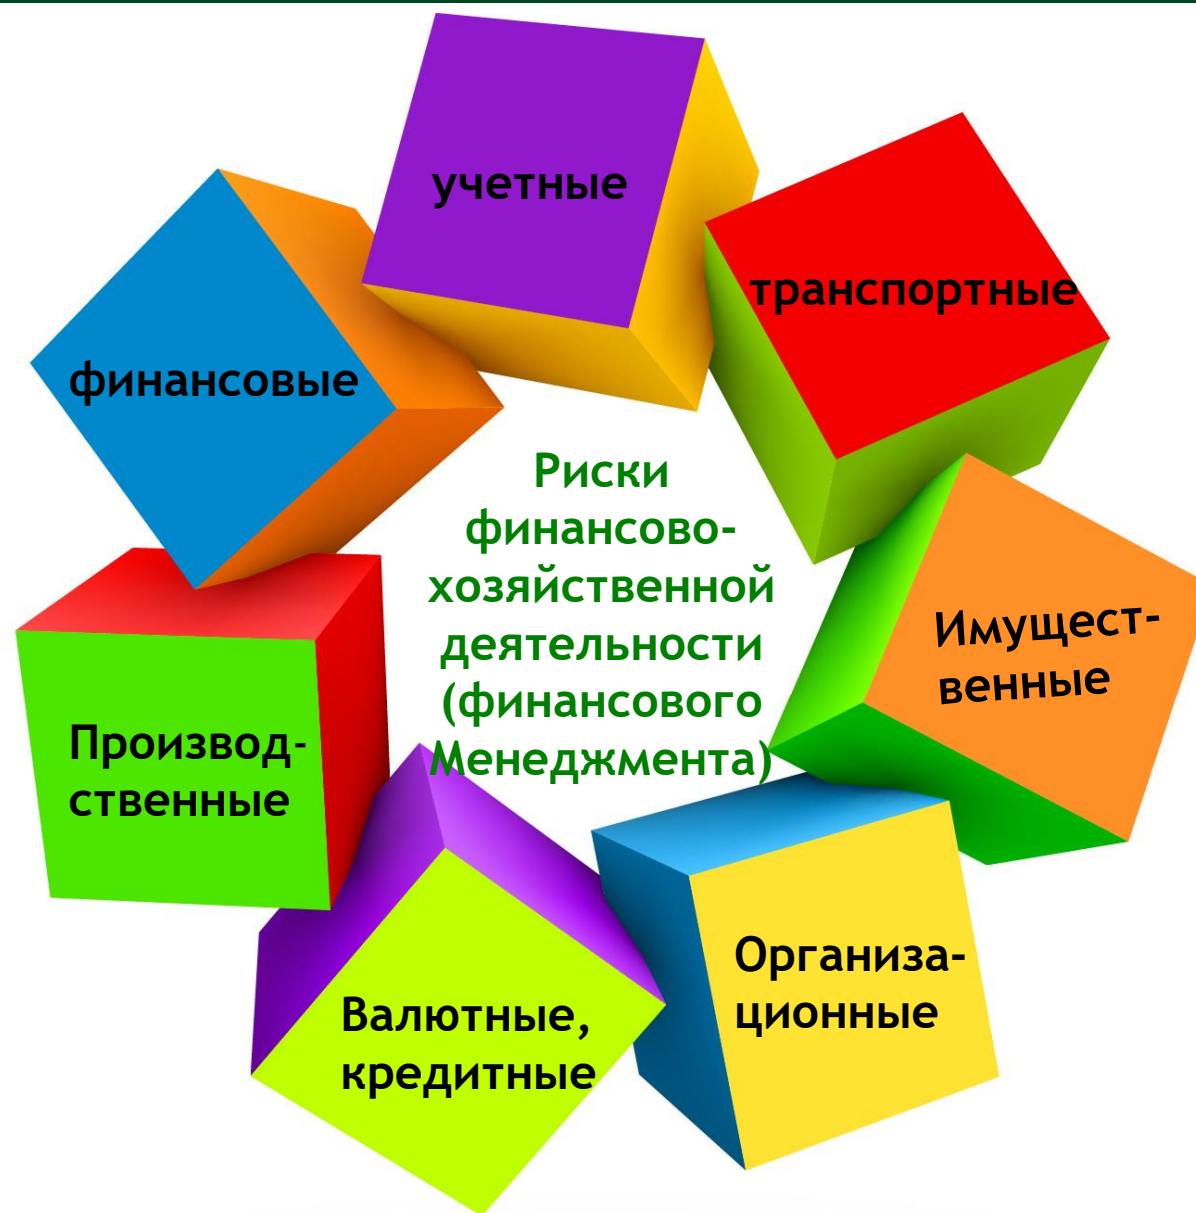 учетные
транспортные
финансовые
Риски
финансово-
хозяйственной
деятельности
(финансового
Менеджмента)
Имущест-
венные
Производ-
ственные
Организа-
ционные
Валютные,
кредитные